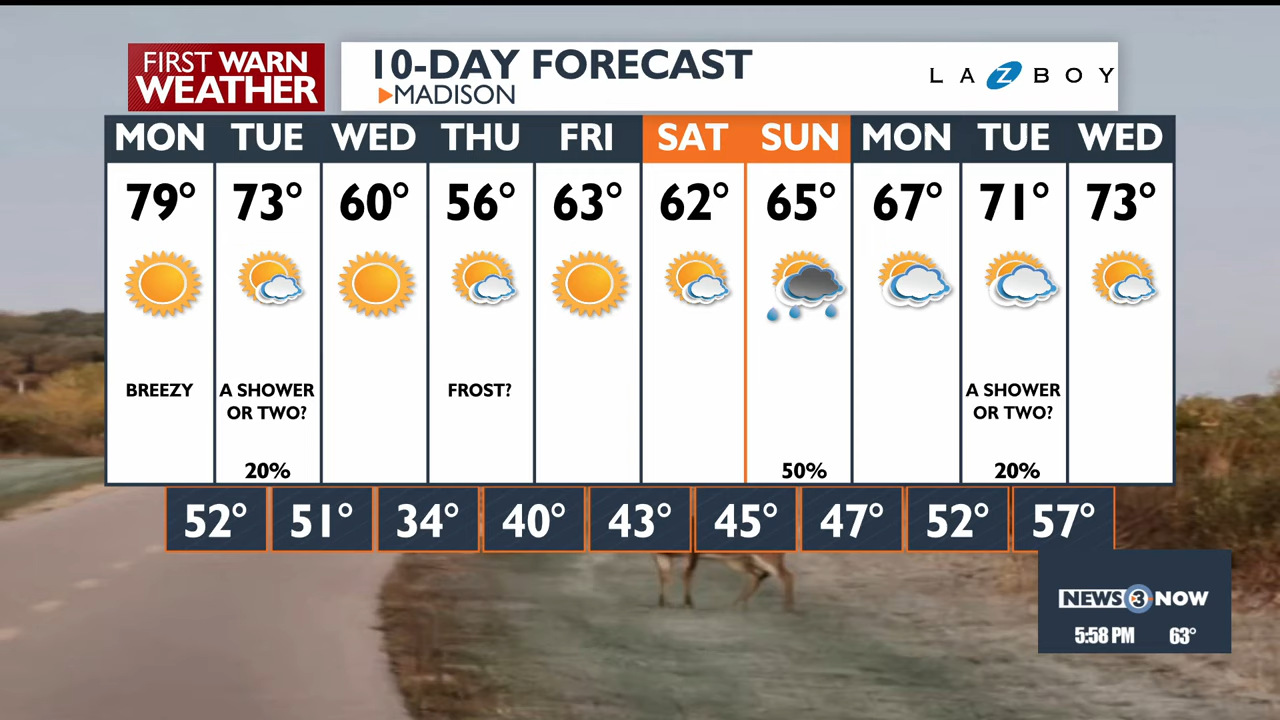 FIRST WARN
WEATHER
10-DAY FORECAST
MADISON
LA Z BOY
MON TUE WED THU FRI SAT SUN MON TUE WED
79° 73° 60° 56° 63° 62° 65° 67° 71° 73°
BREEZY A SHOWER FROST? A SHOWER
OR TWO? OR TWO?
20% 50% 20%
52° 51° 34° 40° 43° 45° 47° 52° 57°
NEWS 3 NOW
5:58 PM 63°